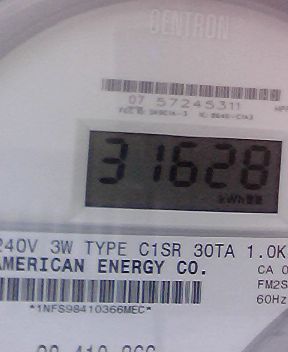 CENTRON
07 57245311
31628
kWh
240V 3W TYPE C1SR 30TA 1.0K
AMERICAN ENERGY CO.
CA 0
FM2S
60Hz
*1NFS98410366MEC*